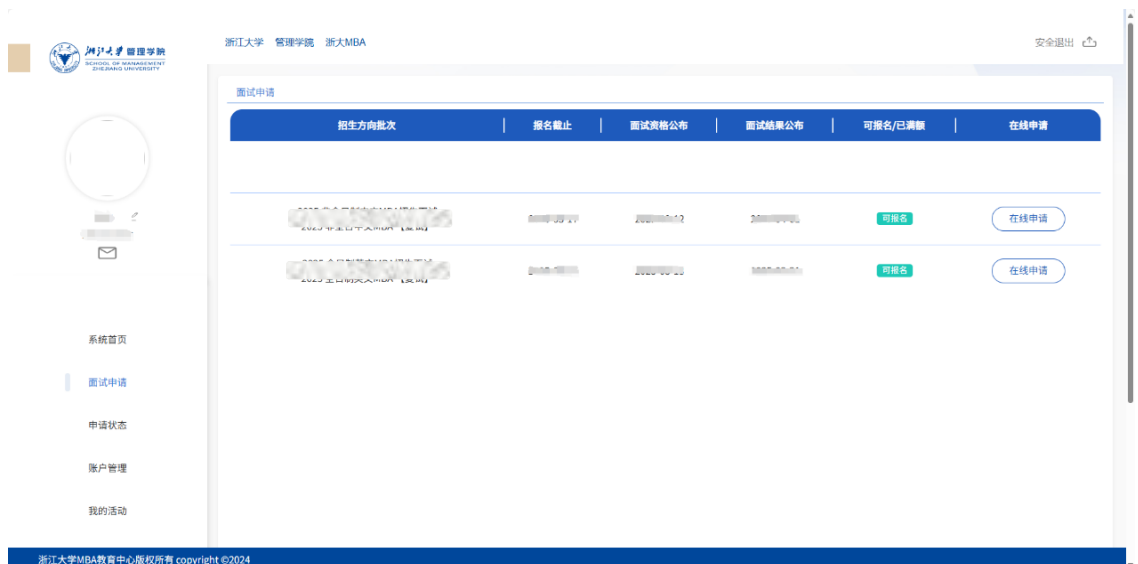 浙江大学 管理学院
SCHOOL OF MANAGEMENT
ZHEJIANG UNIVERSITY
浙江大学 管理学院 浙大MBA
安全退出
面试申请
招生方向批次 报名截止 面试资格公布 面试结果公布 可报名/已满额 在线申请
可报名 在线申请
可报名 在线申请
系统首页
面试申请
申请状态
账户管理
我的活动
浙江大学MBA教育中心版权所有 copyright ©2024